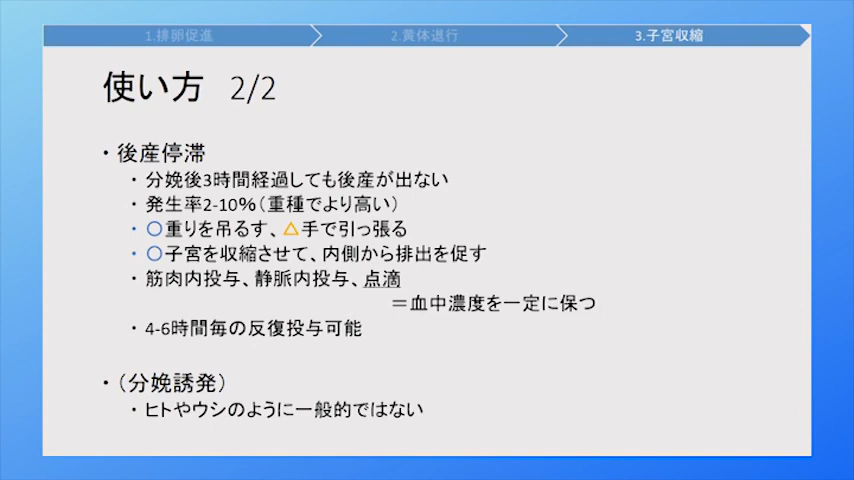 1.排卵促進
2.黄体退行
3.子宮収縮
使い方 2/2
・後産停滞
・分娩後3時間経過しても後産が出ない
・発生率2-10%(重種でより高い)
・〇重りを吊るす、△手で引っ張る
・〇子宮を収縮させて、内側から排出を促す
・筋肉内投与、静脈内投与、点滴
＝血中濃度を一定に保つ
・4-6時間毎の反復投与可能
・(分娩誘発)
・ヒトやウシのように一般的ではない